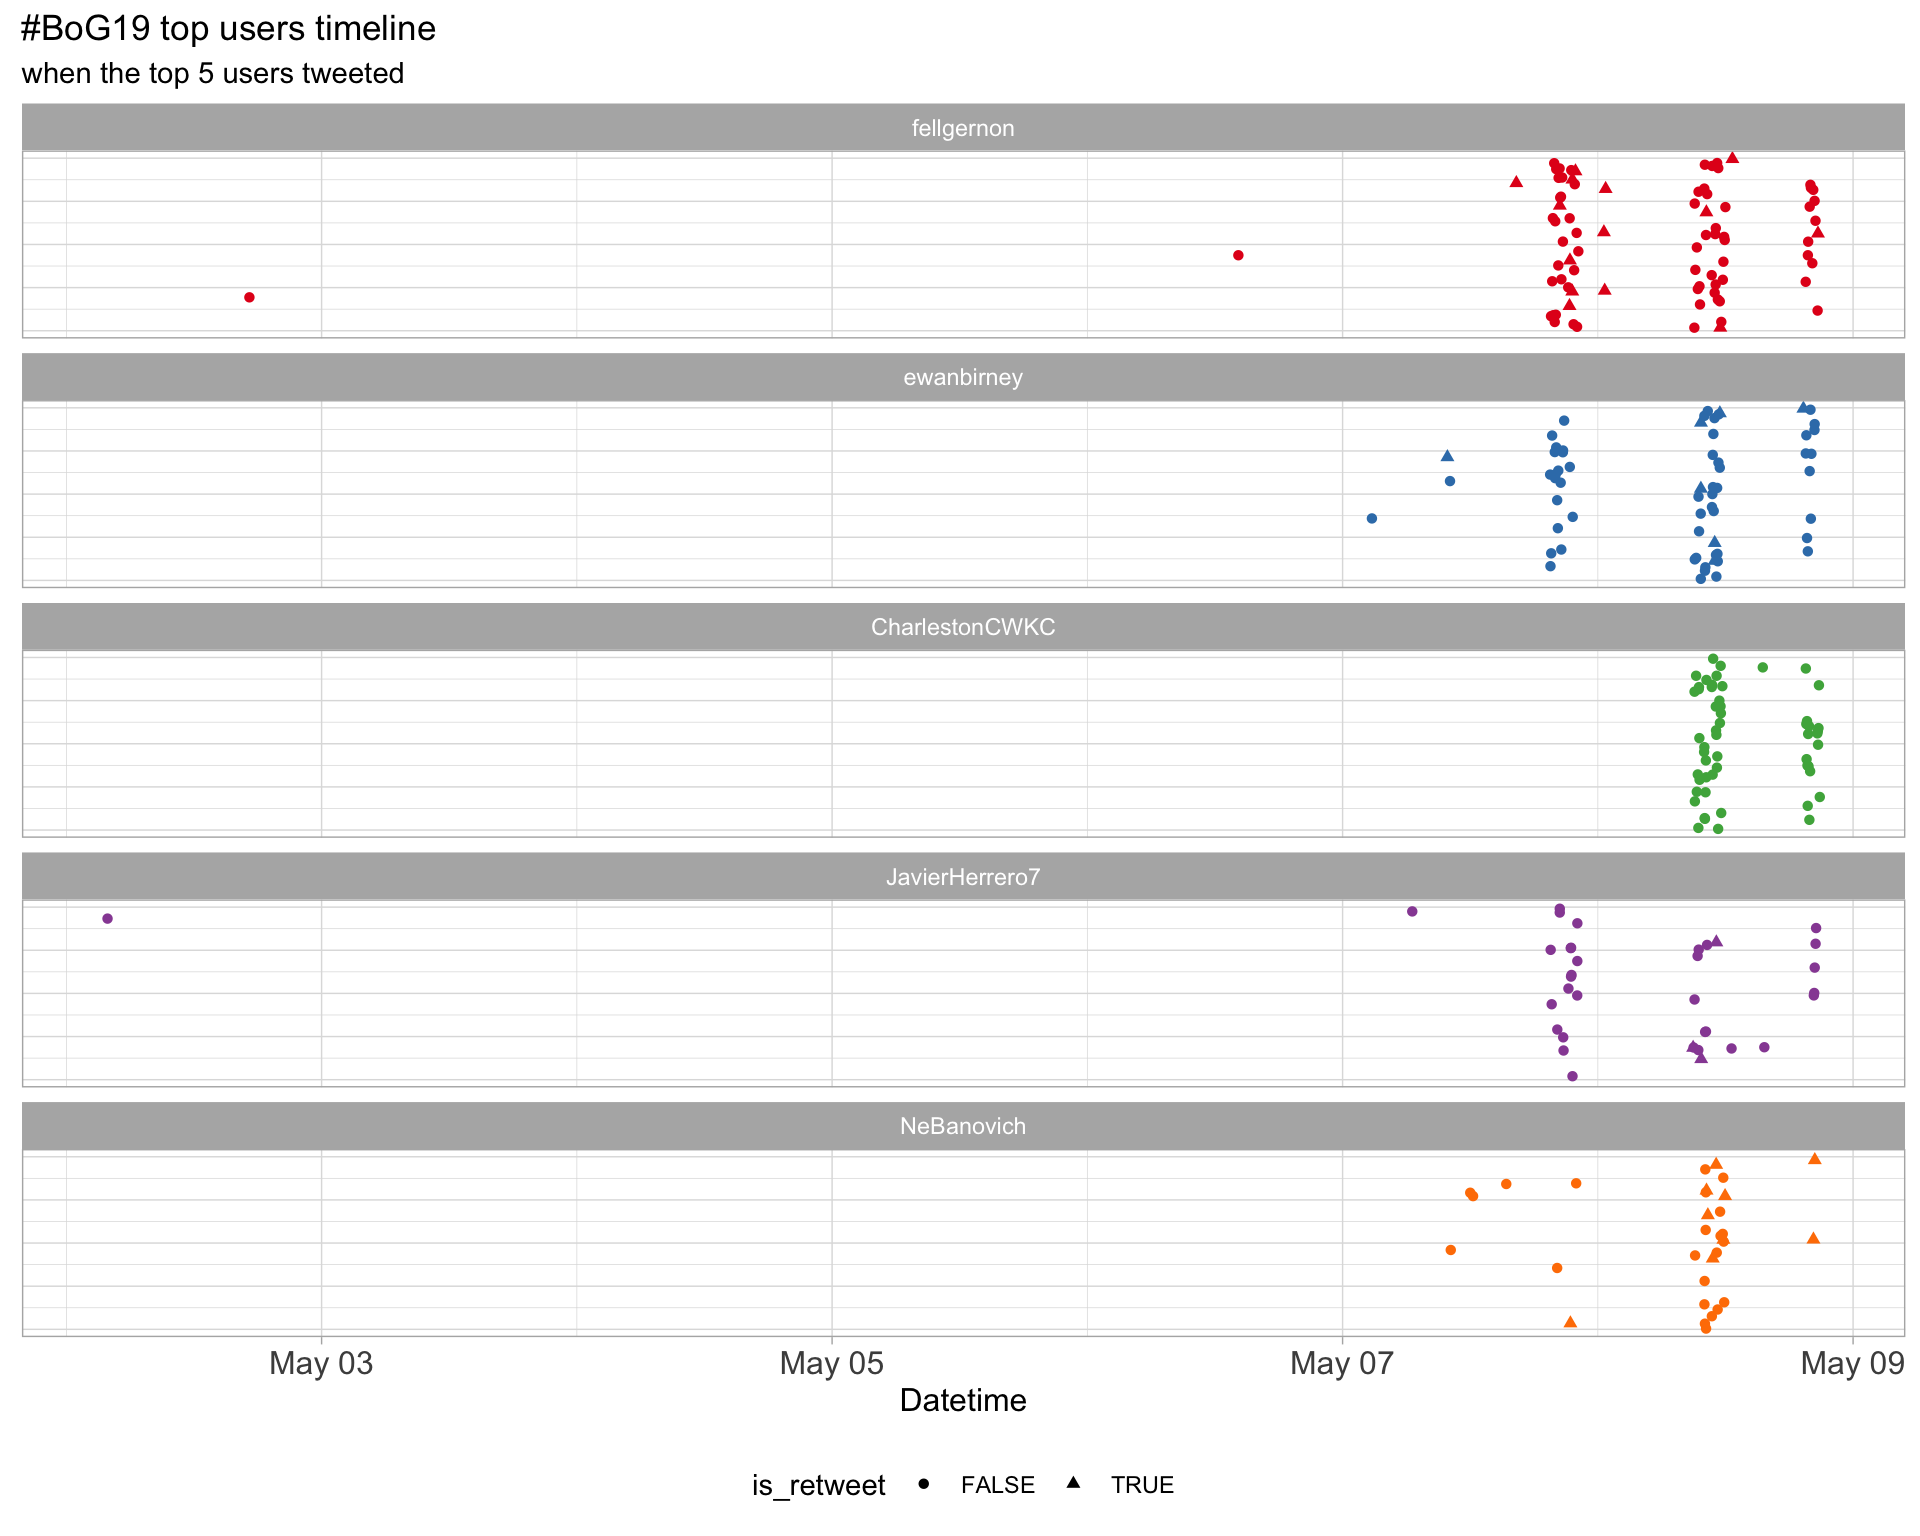 #BoG19 top users timeline
when the top 5 users tweeted
fellgernon
ewanbirney
CharlestonCWKC
JavierHerrero7
NeBanovich
May 03 May 05 May 07 May 09
Datetime
is_retweet FALSE TRUE